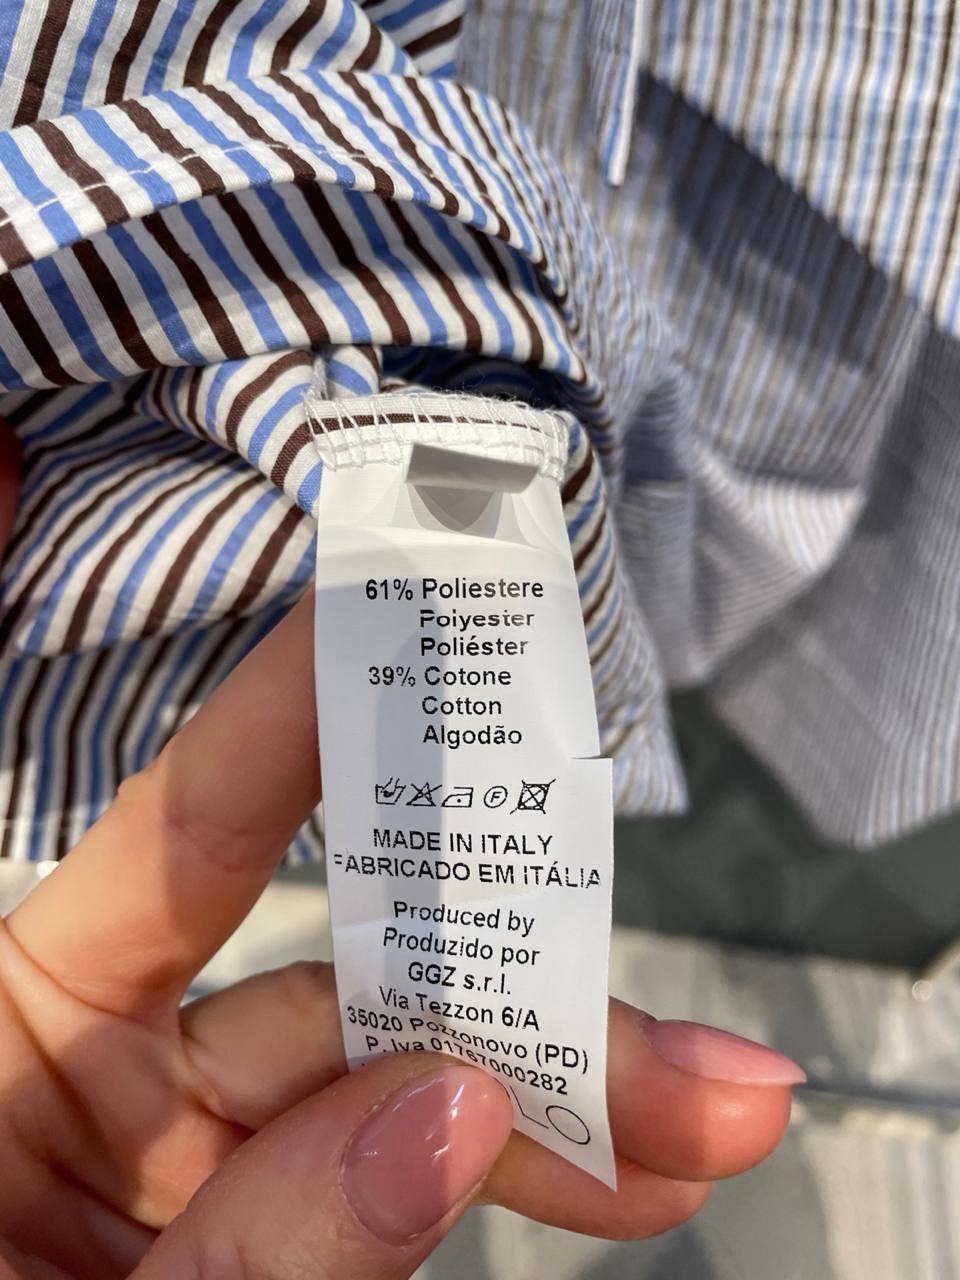 61% Poliestere
Polyester
Poliéster
39% Cotone
Cotton
Algodão
F
MADE IN ITALY
FABRICADO EM ITÁLIA
Produced by
Produzido por
GGZ s.r.l.
Via Tezzon 6/A
35020 Pozzonovo (PD)
P. Iva 01767000282